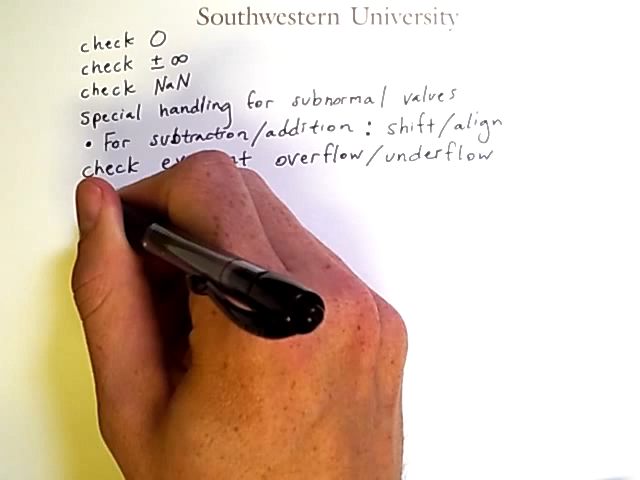 Southwestern University
check 0
check ± ∞
check NaN
special handling for subnormal values
• For subtraction/addition : shift/align
check overflow/underflow